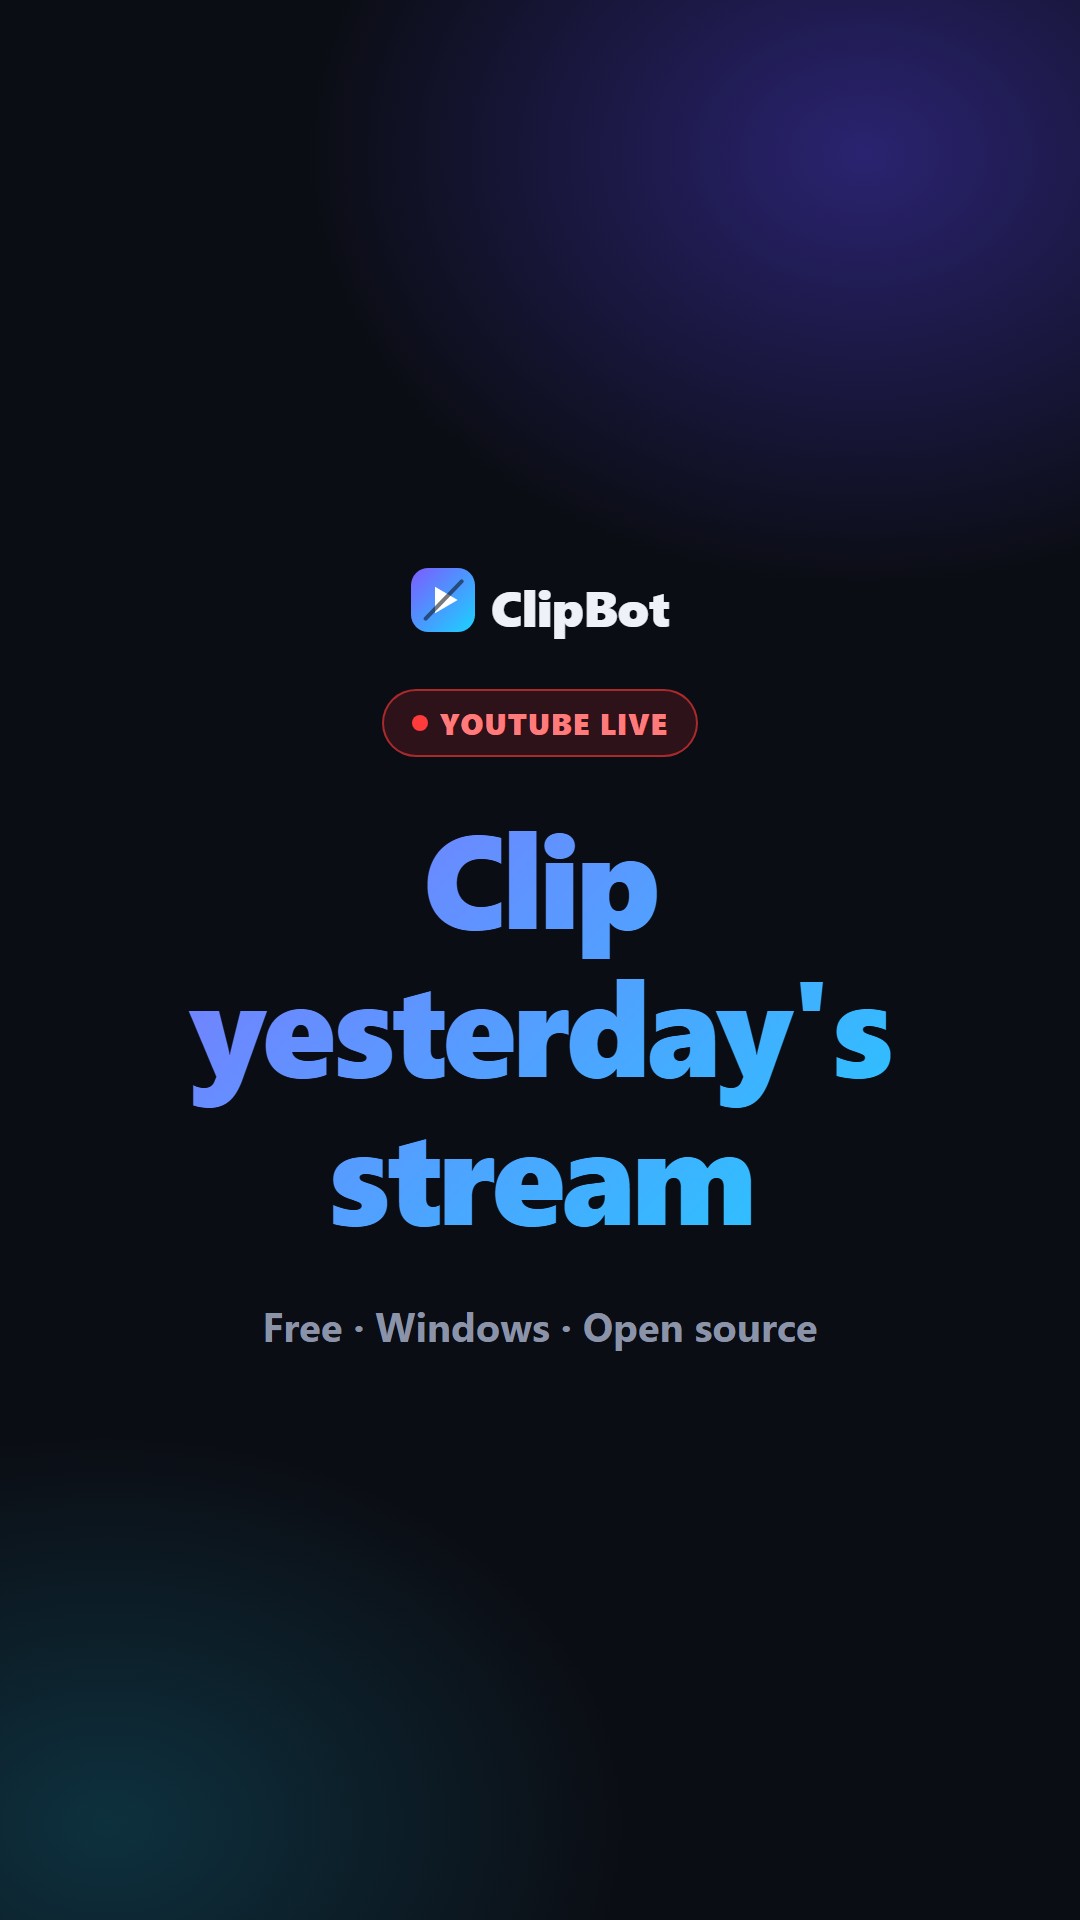 ClipBot
YOUTUBE LIVE
Clip
yesterday's
stream
Free · Windows · Open source